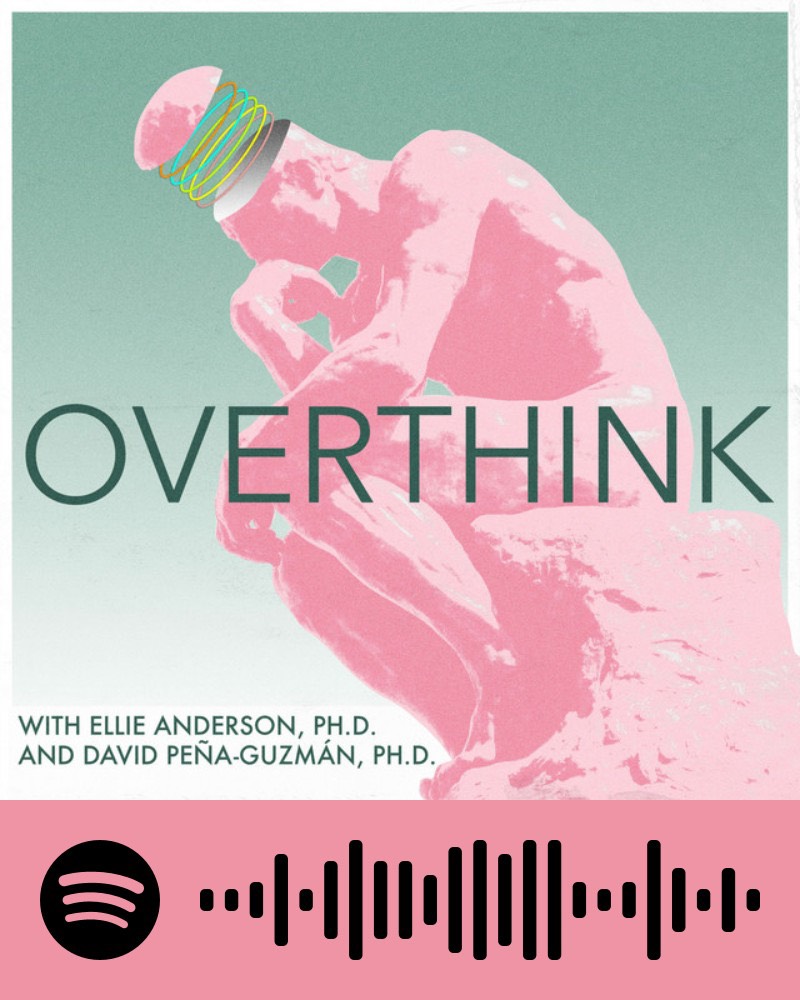 OVERTHINK
WITH ELLIE ANDERSON, PH.D.
AND DAVID PEÑA-GUZMÁN, PH.D.